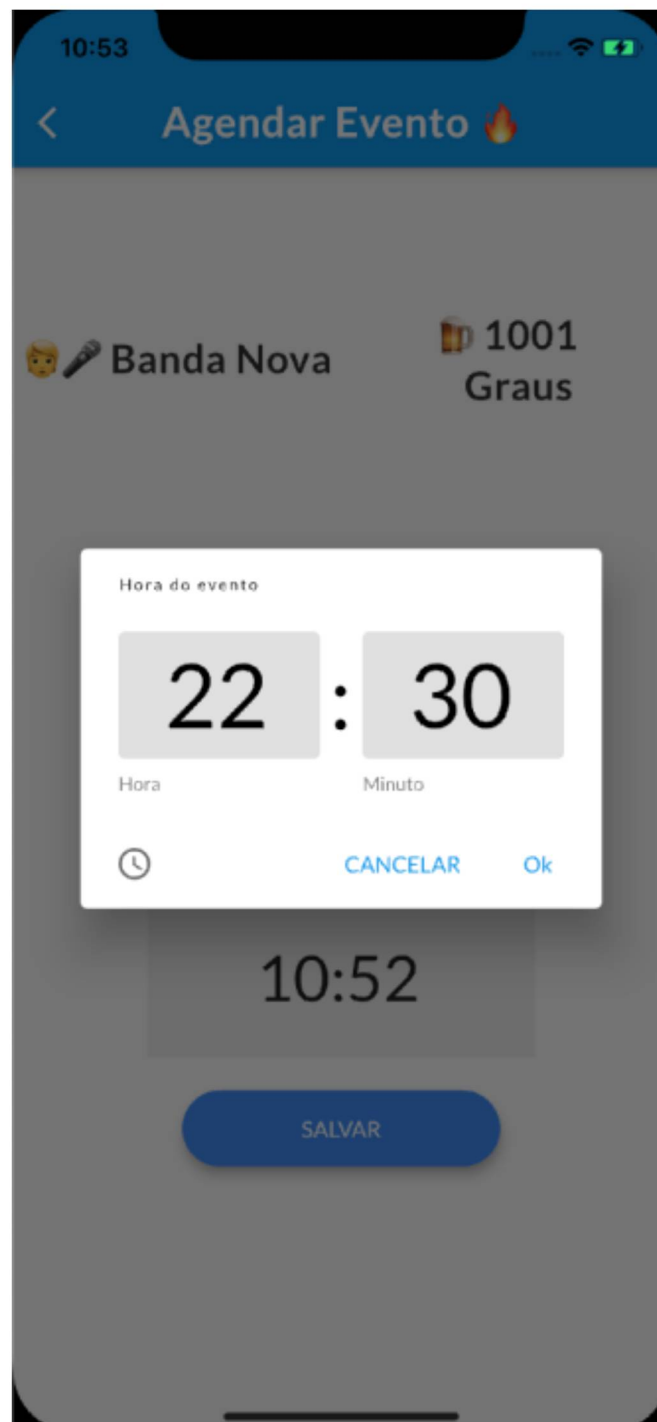 10:53
Agendar Evento 🔥
Banda Nova
1001
Graus
Hora do evento
22 : 30
Hora Minuto
CANCELAR Ok
10:52
SALVAR